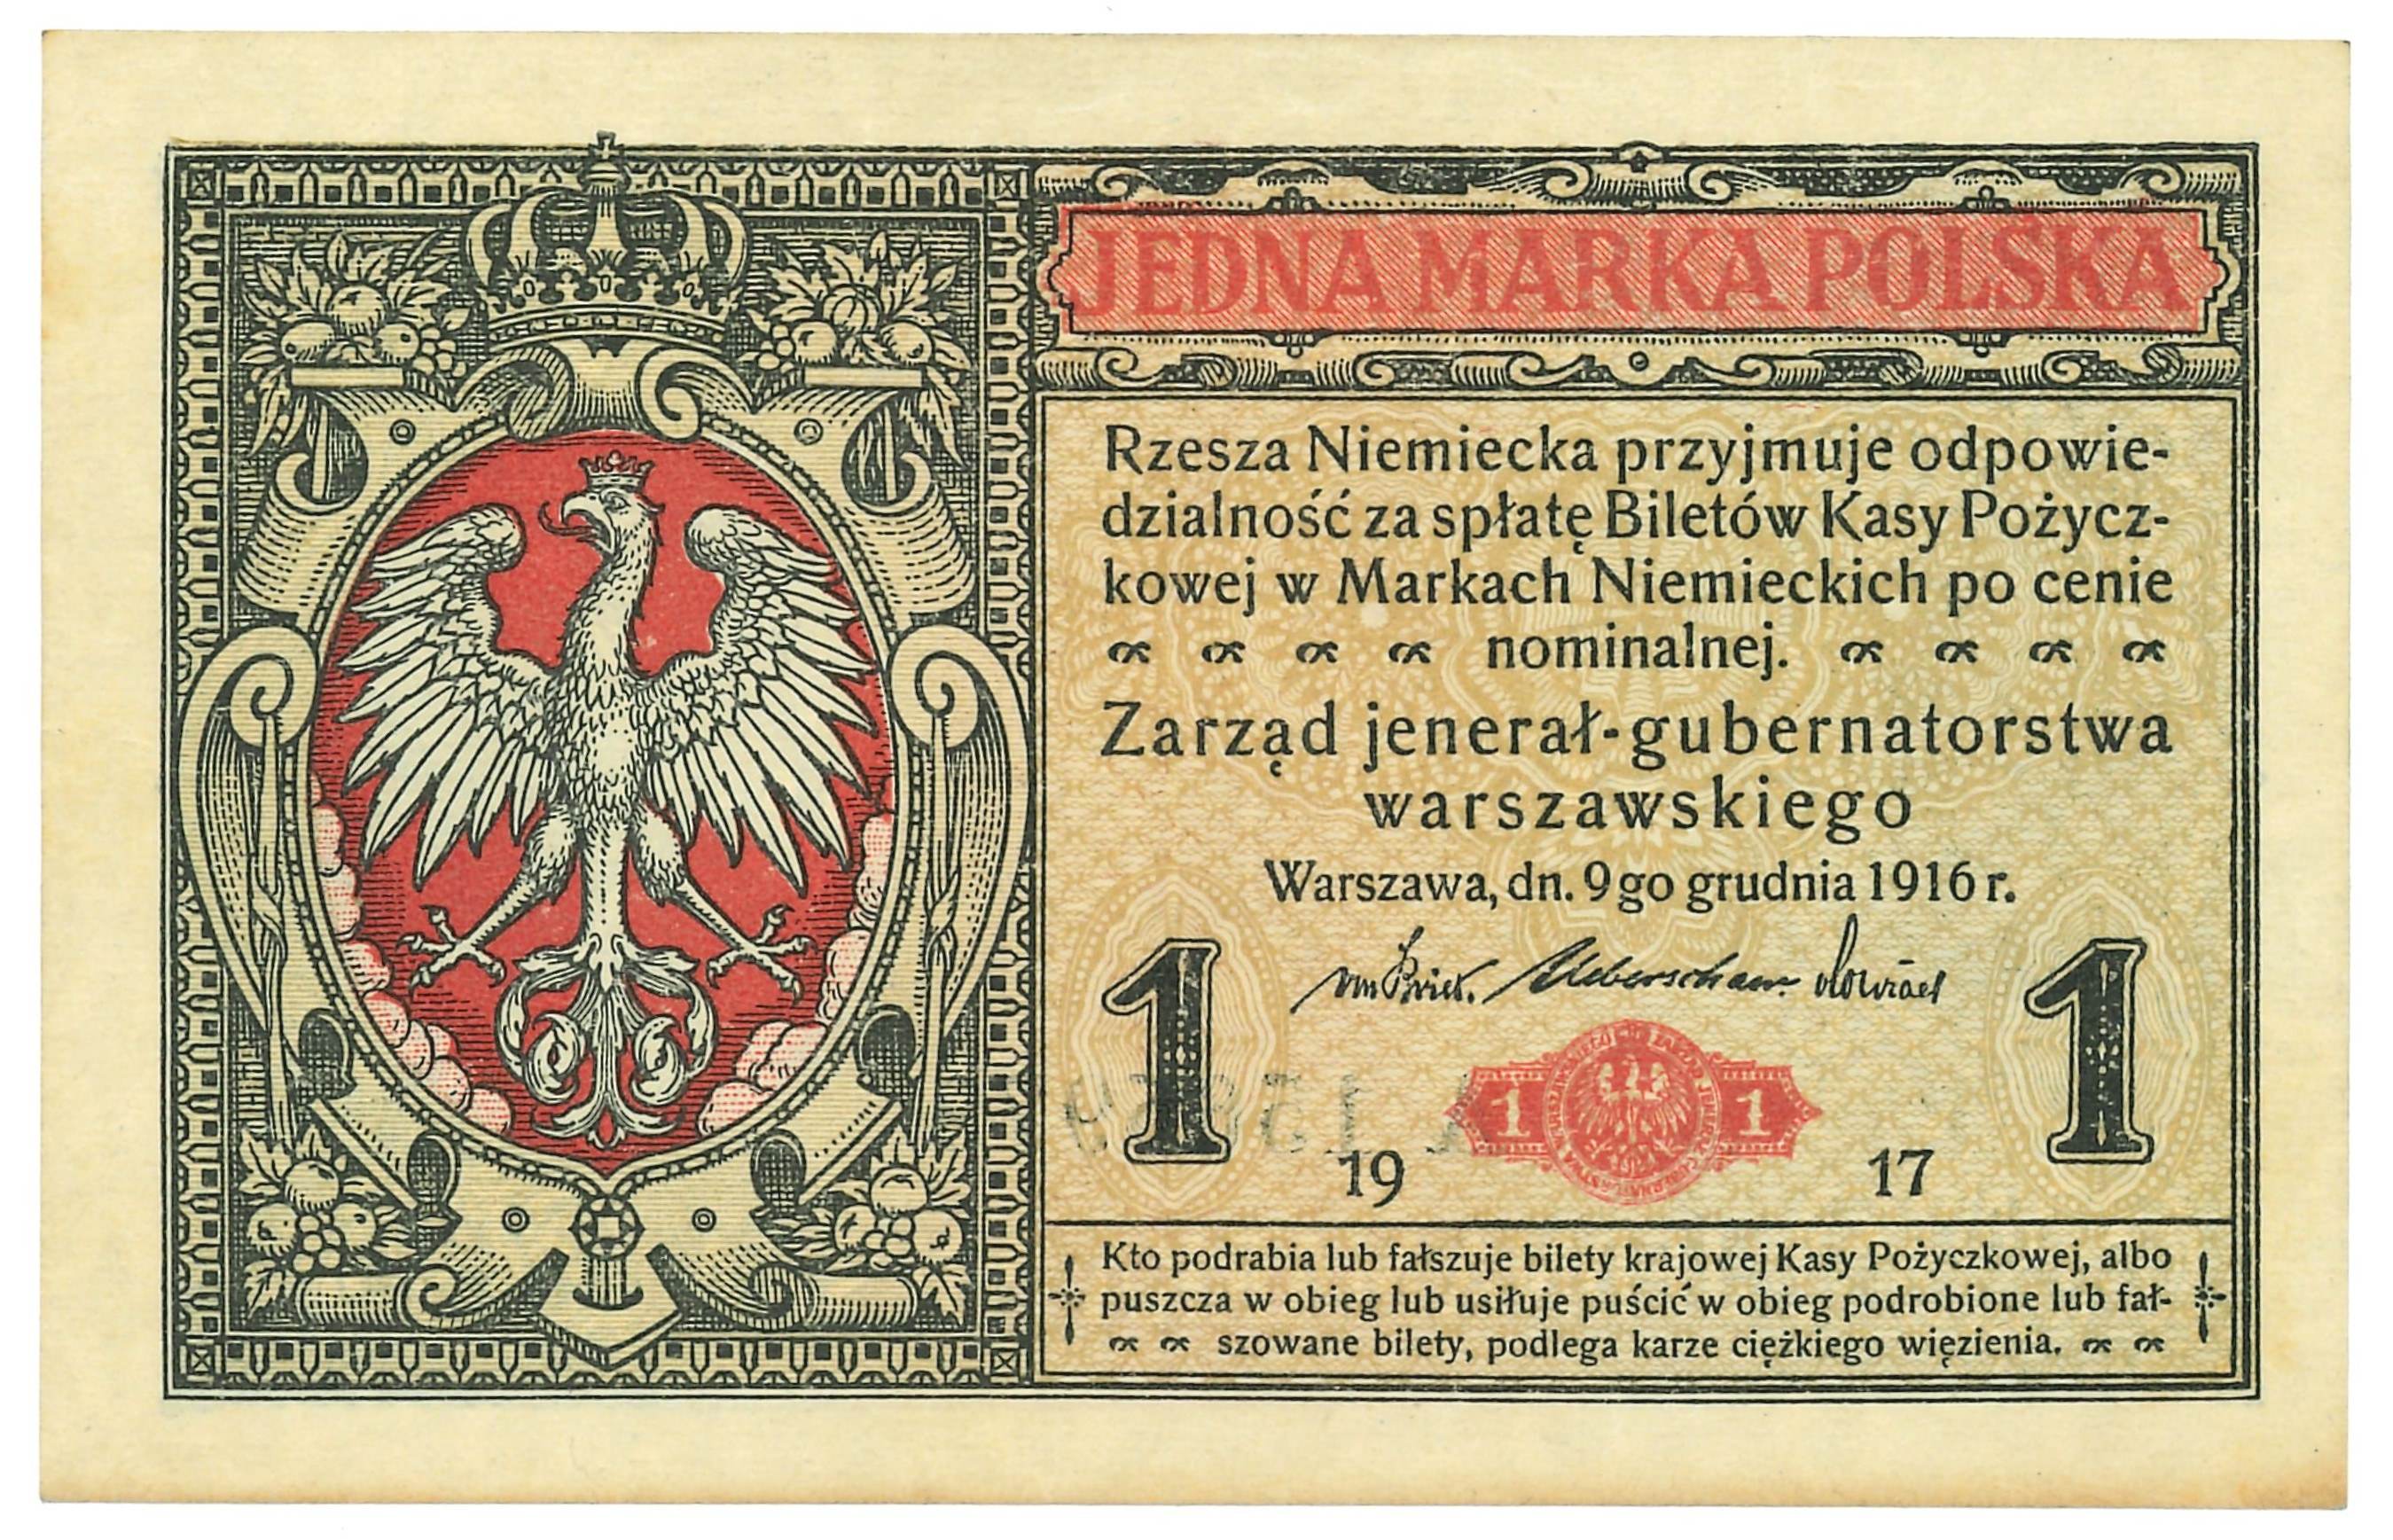 JEDNA MARKA POLSKA
Rzesza Niemiecka przyjmuje odpowie-
dzialność za spłatę Biletów Kasy Pożycz-
kowej w Markach Niemieckich po cenie
nominalnej.
Zarząd jenerał-gubernatorstwa
warszawskiego
Warszawa, dn. 9go grudnia 1916 r.
1 1
1 1
19 17
Kto podrabia lub fałszuje bilety krajowej Kasy Pożyczkowej, albo
puszcza w obieg lub usiłuje puścić w obieg podrobione lub fał-
szowane bilety, podlega karze ciężkiego więzienia.